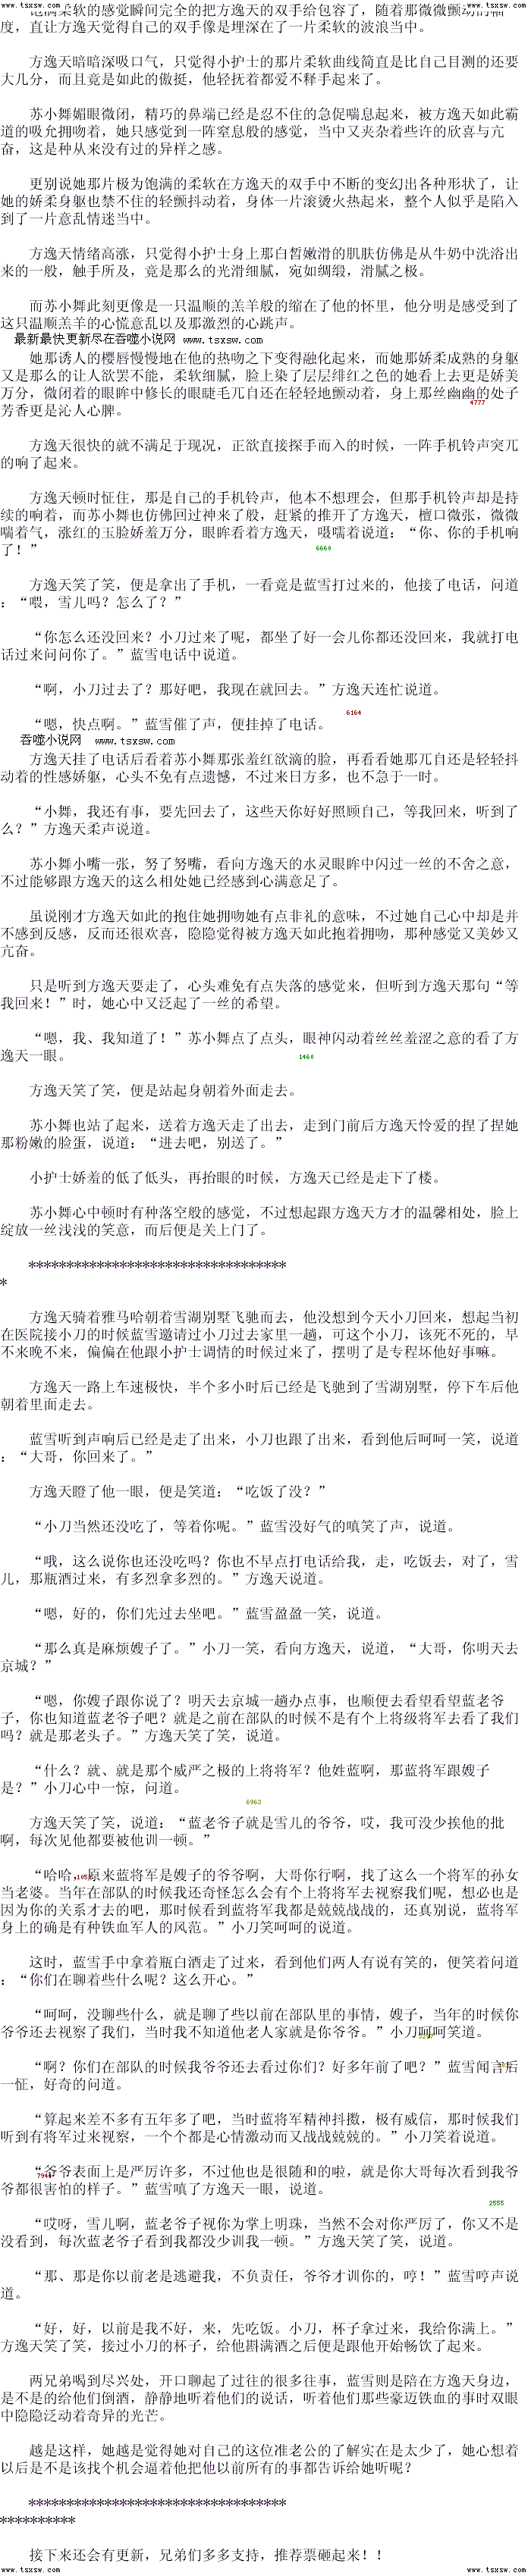 www.tsxsw.com www.tsxsw.com
饱满柔软的感觉瞬间完全的把方逸天的双手给包容了，随着那微微颤动的幅
度，直让方逸天觉得自己的双手像是埋深在了一片柔软的波浪当中。
方逸天暗暗深吸口气，只觉得小护士的那片柔软曲线简直是比自己目测的还要
大几分，而且竟是如此的傲挺，他轻抚着都爱不释手起来了。
苏小舞媚眼微闭，精巧的鼻端已经是忍不住的急促喘息起来，被方逸天如此霸
道的吸允拥吻着，她只感觉到一阵窒息般的感觉，当中又夹杂着些许的欣喜与亢
奋，这是种从来没有过的异样之感。
更别说她那片极为饱满的柔软在方逸天的双手中不断的变幻出各种形状了，让
她的娇柔身躯也禁不住的轻颤抖动着，身体一片滚烫火热起来，整个人似乎是陷入
到了一片意乱情迷当中。
方逸天情绪高涨，只觉得小护士身上那白皙嫩滑的肌肤仿佛是从牛奶中洗浴出
来的一般，触手所及，竟是那么的光滑细腻，宛如绸缎，滑腻之极。
而苏小舞此刻更像是一只温顺的羔羊般的缩在了他的怀里，他分明是感受到了
这只温顺羔羊的心慌意乱以及那激烈的心跳声。
最新最快更新尽在吞噬小说网 www.tsxsw.com
她那诱人的樱唇慢慢地在他的热吻之下变得融化起来，而她那娇柔成熟的身躯
又是那么的让人欲罢不能，柔软细腻，脸上染了层层绯红之色的她看上去更是娇美
万分，微闭着的眼眸中修长的眼睫毛兀自还在轻轻地颤动着，身上那丝幽幽的处子
芳香更是沁人心脾。
4777
方逸天很快的就不满足于现况，正欲直接探手而入的时候，一阵手机铃声突兀
的响了起来。
方逸天顿时怔住，那是自己的手机铃声，他本不想理会，但那手机铃声却是持
续的响着，而苏小舞也仿佛回过神来了般，赶紧的推开了方逸天，檀口微张，微微
喘着气，涨红的玉脸娇羞万分，眼眸看着方逸天，嗫嚅着说道：“你、你的手机响
了！”
6660
方逸天笑了笑，便是拿出了手机，一看竟是蓝雪打过来的，他接了电话，问道
：“喂，雪儿吗？怎么了？”
“你怎么还没回来？小刀过来了呢，都坐了好一会儿你都还没回来，我就打电
话过来问问你了。”蓝雪电话中说道。
“啊，小刀过去了？那好吧，我现在就回去。”方逸天连忙说道。
6164
“嗯，快点啊。”蓝雪催了声，便挂掉了电话。
吞噬小说网 www.tsxsw.com
方逸天挂了电话后看着苏小舞那张羞红欲滴的脸，再看看她那兀自还是轻轻抖
动着的性感娇躯，心头不免有点遗憾，不过来日方多，也不急于一时。
“小舞，我还有事，要先回去了，这些天你好好照顾自己，等我回来，听到了
么？”方逸天柔声说道。
苏小舞小嘴一张，努了努嘴，看向方逸天的水灵眼眸中闪过一丝的不舍之意，
不过能够跟方逸天的这么相处她已经感到心满意足了。
虽说刚才方逸天如此的抱住她拥吻她有点非礼的意味，不过她自己心中却是并
不感到反感，反而还很欢喜，隐隐觉得被方逸天如此抱着拥吻，那种感觉又美妙又
亢奋。
只是听到方逸天要走了，心头难免有点失落的感觉来，但听到方逸天那句“等
我回来！”时，她心中又泛起了一丝的希望。
“嗯，我、我知道了！”苏小舞点了点头，眼神闪动着丝丝羞涩之意的看了方
逸天一眼。
1460
方逸天笑了笑，便是站起身朝着外面走去。
苏小舞也站了起来，送着方逸天走了出去，走到门前后方逸天怜爱的捏了捏她
那粉嫩的脸蛋，说道：“进去吧，别送了。”
小护士娇羞的低了低头，再抬眼的时候，方逸天已经是走下了楼。
苏小舞心中顿时有种落空般的感觉，不过想起跟方逸天方才的温馨相处，脸上
绽放一丝浅浅的笑意，而后便是关上门了。
**********************************
*
方逸天骑着雅马哈朝着雪湖别墅飞驰而去，他没想到今天小刀回来，想起当初
在医院接小刀的时候蓝雪邀请过小刀过去家里一趟，可这个小刀，该死不死的，早
不来晚不来，偏偏在他跟小护士调情的时候过来了，摆明了是专程坏他好事嘛。
方逸天一路上车速极快，半个多小时后已经是飞驰到了雪湖别墅，停下车后他
朝着里面走去。
蓝雪听到声响后已经是走了出来，小刀也跟了出来，看到他后呵呵一笑，说道
：“大哥，你回来了。”
方逸天瞪了他一眼，便是笑道：“吃饭了没？”
“小刀当然还没吃了，等着你呢。”蓝雪没好气的嗔笑了声，说道。
“哦，这么说你也还没吃吗？你也不早点打电话给我，走，吃饭去，对了，雪
儿，那瓶酒过来，有多烈拿多烈的。”方逸天说道。
“嗯，好的，你们先过去坐吧。”蓝雪盈盈一笑，说道。
“那么真是麻烦嫂子了。”小刀一笑，看向方逸天，说道，“大哥，你明天去
京城？”
“嗯，你嫂子跟你说了？明天去京城一趟办点事，也顺便去看望看望蓝老爷
子，你也知道蓝老爷子吧？就是之前在部队的时候不是有个上将级将军去看了我们
吗？就是那老头子。”方逸天笑了笑，说道。
“什么？就、就是那个威严之极的上将将军？他姓蓝啊，那蓝将军跟嫂子
是？”小刀心中一惊，问道。
6963
方逸天笑了笑，说道：“蓝老爷子就是雪儿的爷爷，哎，我可没少挨他的批
啊，每次见他都要被他训一顿。”
“哈哈，原来蓝将军是嫂子的爷爷啊，大哥你行啊，找了这么一个将军的孙女
当老婆。当年在部队的时候我还奇怪怎么会有个上将将军去视察我们呢，想必也是
因为你的关系才去的吧，那时候看到蓝将军我都是兢兢战战的，还真别说，蓝将军
身上的确是有种铁血军人的风范。”小刀笑呵呵的说道。
这时，蓝雪手中拿着瓶白酒走了过来，看到他们两人有说有笑的，便笑着问道
：“你们在聊着些什么呢？这么开心。”
“呵呵，没聊些什么，就是聊了些以前在部队里的事情，嫂子，当年的时候你
爷爷还去视察了我们，当时我不知道他老人家就是你爷爷。”小刀呵呵笑道。
“啊？你们在部队的时候我爷爷还去看过你们？好多年前了吧？”蓝雪闻言后
一怔，好奇的问道。
“算起来差不多有五年多了吧，当时蓝将军精神抖擞，极有威信，那时候我们
听到有将军过来视察，一个个都是心情激动而又战战兢兢的。”小刀笑着说道。
“爷爷表面上是严厉许多，不过他也是很随和的啦，就是你大哥每次看到我爷
爷都很害怕的样子。”蓝雪嗔了方逸天一眼，说道。
2555
“哎呀，雪儿啊，蓝老爷子视你为掌上明珠，当然不会对你严厉了，你又不是
没看到，每次蓝老爷子看到我都没少训我一顿。”方逸天笑了笑，说道。
“那、那是你以前老是逃避我，不负责任，爷爷才训你的，哼！”蓝雪哼声说
道。
“好，好，以前是我不好，来，先吃饭。小刀，杯子拿过来，我给你满上。”
方逸天笑了笑，接过小刀的杯子，给他斟满酒之后便是跟他开始畅饮了起来。
两兄弟喝到尽兴处，开口聊起了过往的很多往事，蓝雪则是陪在方逸天身边，
是不是的给他们倒酒，静静地听着他们的说话，听着他们那些豪迈铁血的事时双眼
中隐隐泛动着奇异的光芒。
越是这样，她越是觉得她对自己的这位准老公的了解实在是太少了，她心想着
以后是不是该找个机会逼着他把他以前所有的事都告诉给她听呢？
**********************************
**********
接下来还会有更新，兄弟们多多支持，推荐票砸起来！！
www.tsxsw.com www.tsxsw.com